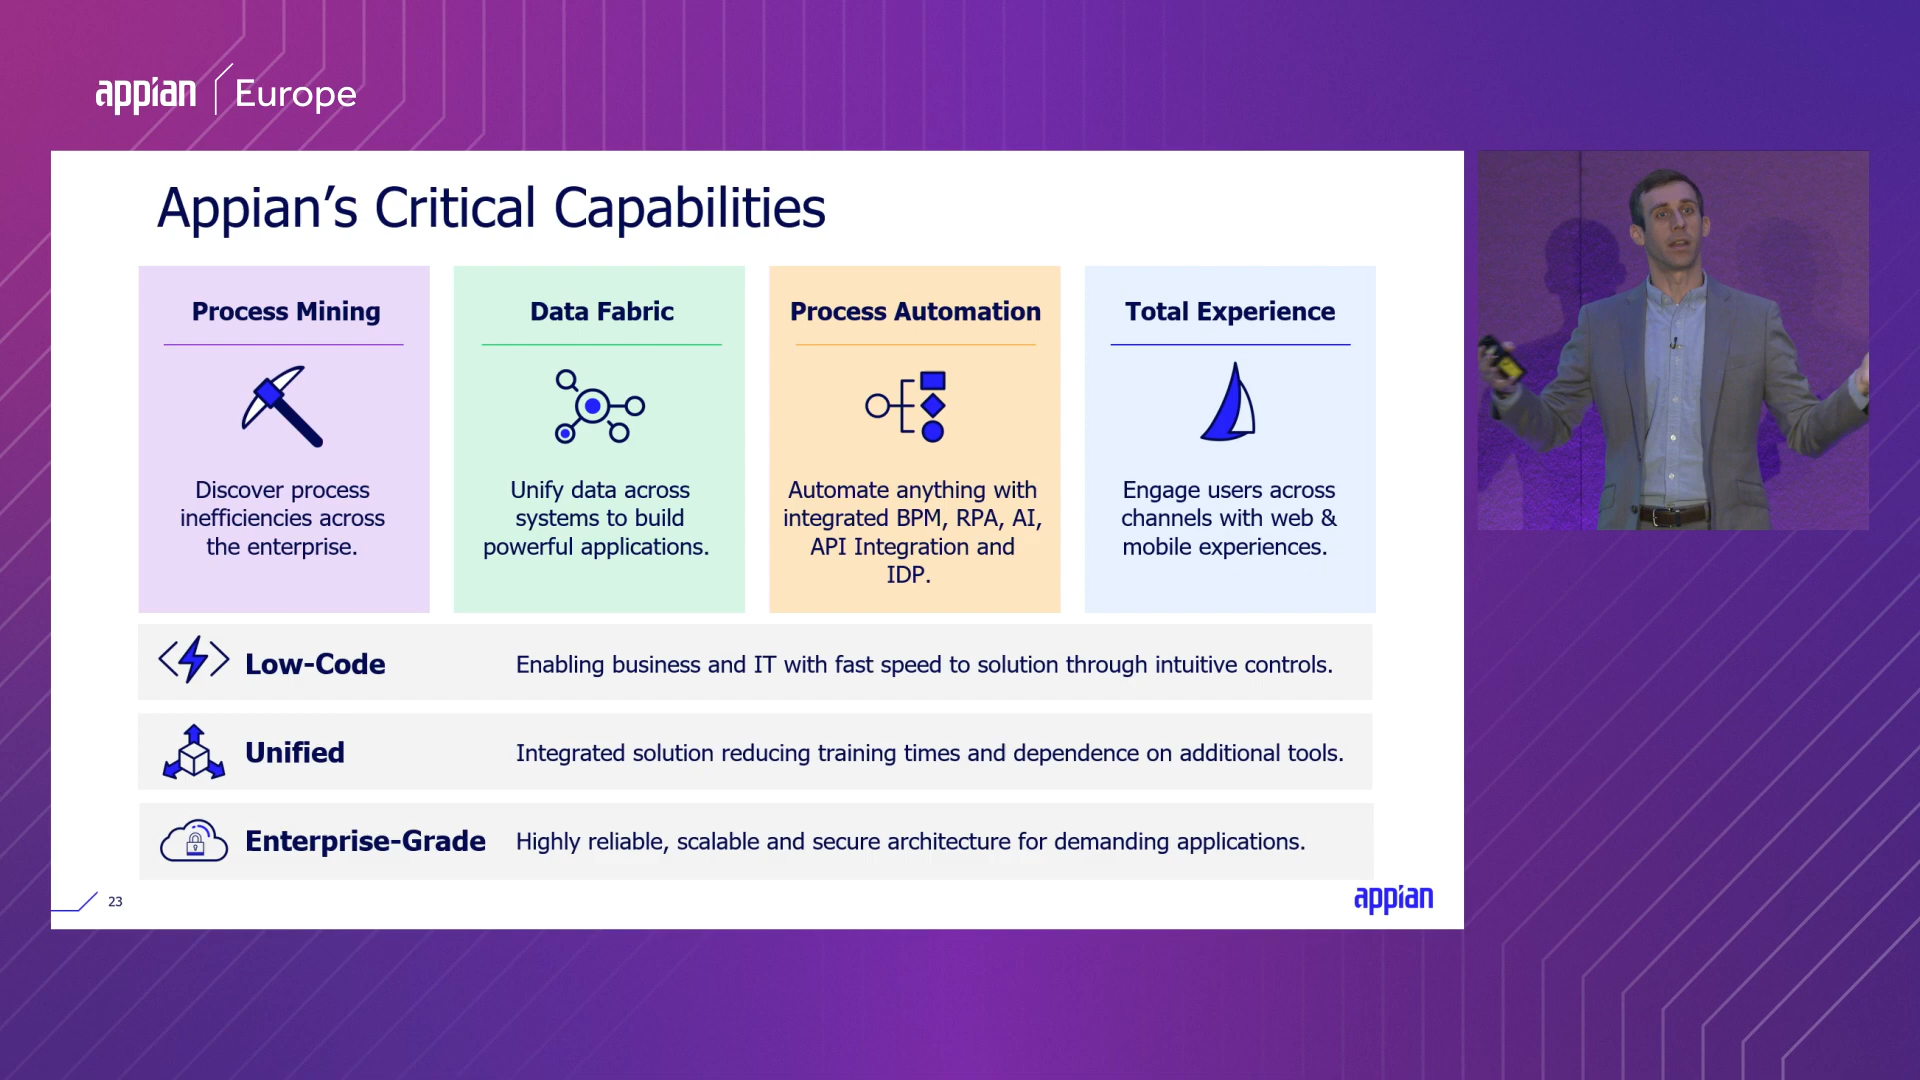 appian Europe
Appian’s Critical Capabilities
Process Mining
Discover process
inefficiencies across
the enterprise.
Data Fabric
Unify data across
systems to build
powerful applications.
Process Automation
Automate anything with
integrated BPM, RPA, AI,
API Integration and
IDP.
Total Experience
Engage users across
channels with web &
mobile experiences.
Low-Code Enabling business and IT with fast speed to solution through intuitive controls.
Unified Integrated solution reducing training times and dependence on additional tools.
Enterprise-Grade Highly reliable, scalable and secure architecture for demanding applications.
23
appian